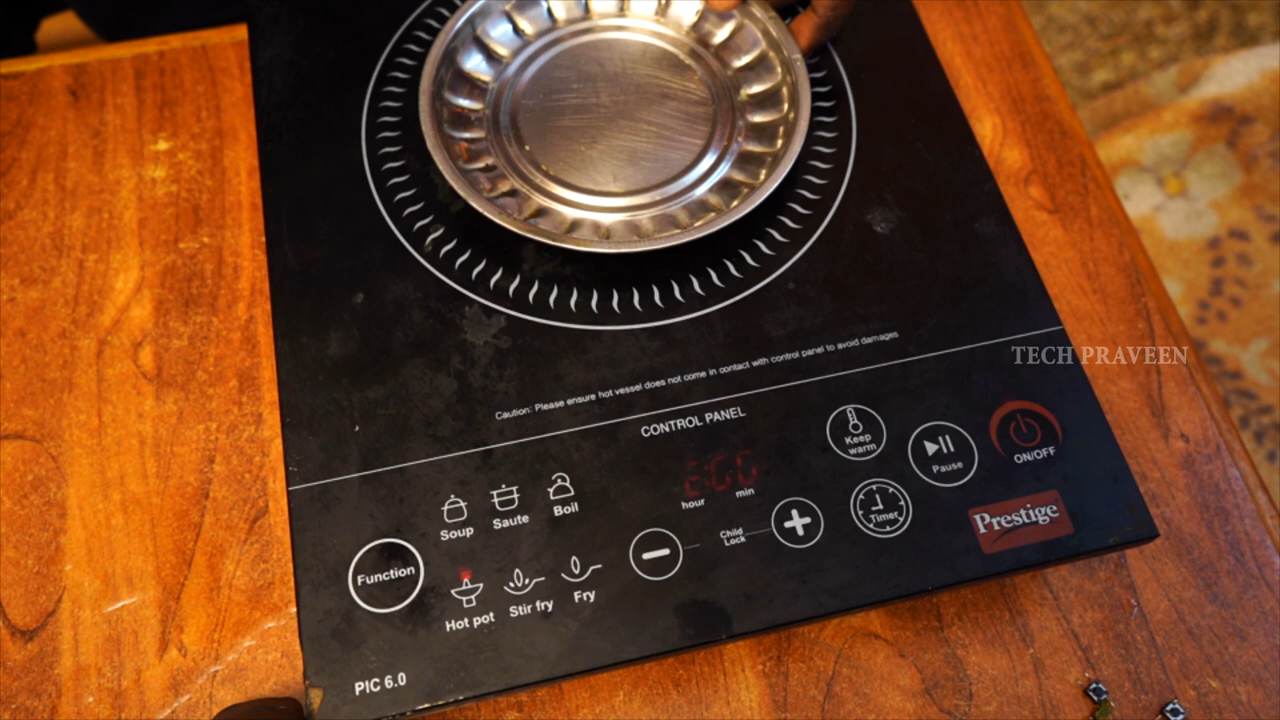 Caution: Please ensure hot vessel does not come in contact with control panel to avoid damages
TECH PRAVEEN
CONTROL PANEL
Keep
warm
Pause
ON/OFF
Soup
Saute
Boil
hour
min
Timer
Prestige
Function
Child
Lock
Hot pot
Stir fry
Fry
PIC 6.0